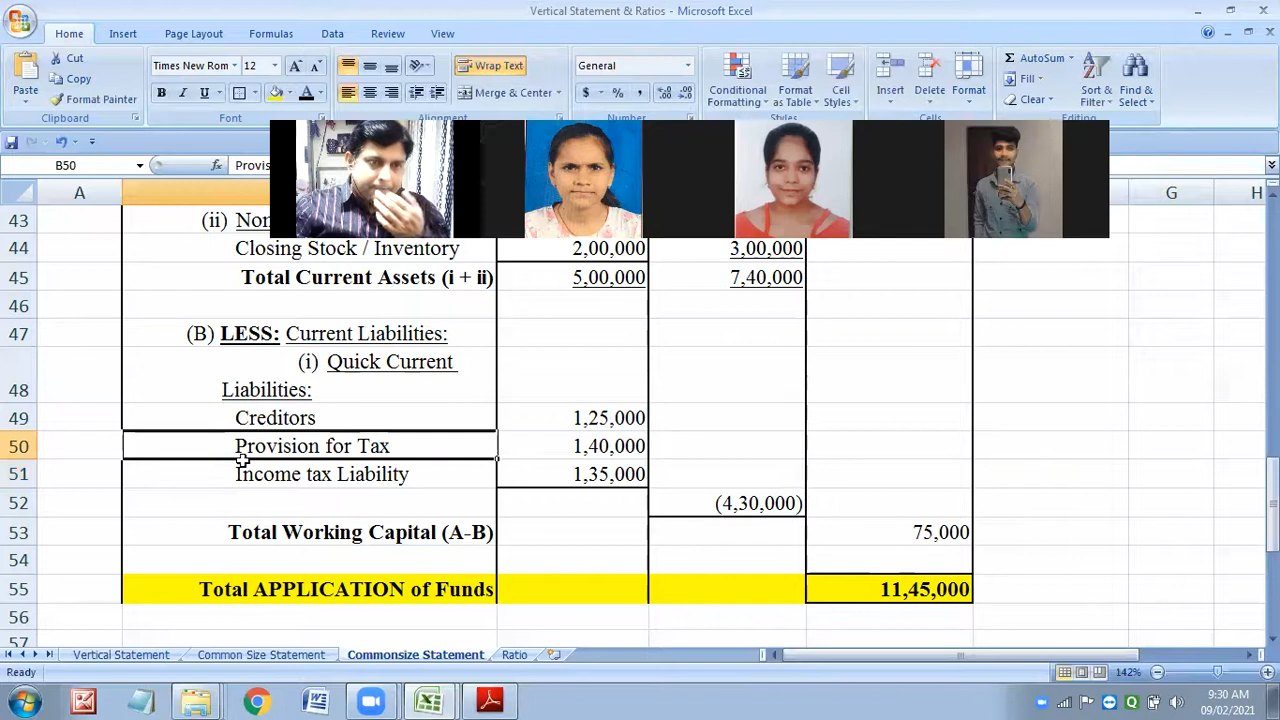 Vertical Statement & Ratios - Microsoft Excel
Home Insert Page Layout Formulas Data Review View
Cut
Copy
Format Painter
Paste
Clipboard
Times New Rom 12
B I U
Font
Wrap Text
Merge & Center
Alignment
General
$ % ,
Number
Conditional Formatting
Format as Table
Cell Styles
Styles
Insert Delete Format
Cells
AutoSum
Fill
Clear
Sort & Filter
Find & Select
Editing
B50 fx Provis
A G H
43 (ii) Non
44 Closing Stock / Inventory 2,00,000 3,00,000
45 Total Current Assets (i + ii) 5,00,000 7,40,000
46
47 (B) LESS: Current Liabilities:
(i) Quick Current
48 Liabilities:
49 Creditors 1,25,000
50 Provision for Tax 1,40,000
51 Income tax Liability 1,35,000
52 (4,30,000)
53 Total Working Capital (A-B) 75,000
54
55 Total APPLICATION of Funds 11,45,000
56
57
Vertical Statement Common Size Statement Commonsize Statement Ratio
Ready 142%
9:30 AM
09/02/2021